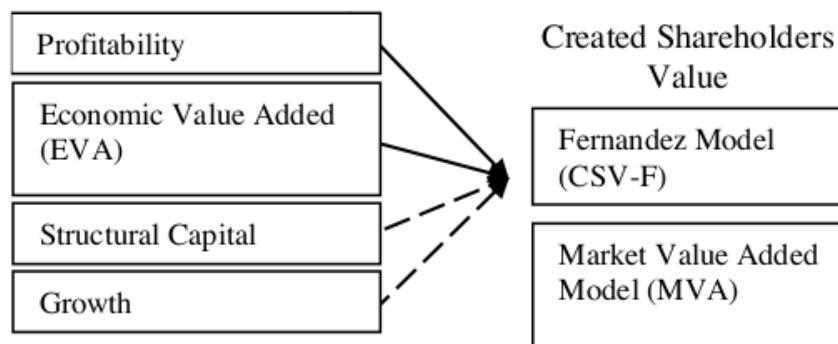 Profitability
Economic Value Added
(EVA)
Structural Capital
Growth
Created Shareholders
Value
Fernandez Model
(CSV-F)
Market Value Added
Model (MVA)